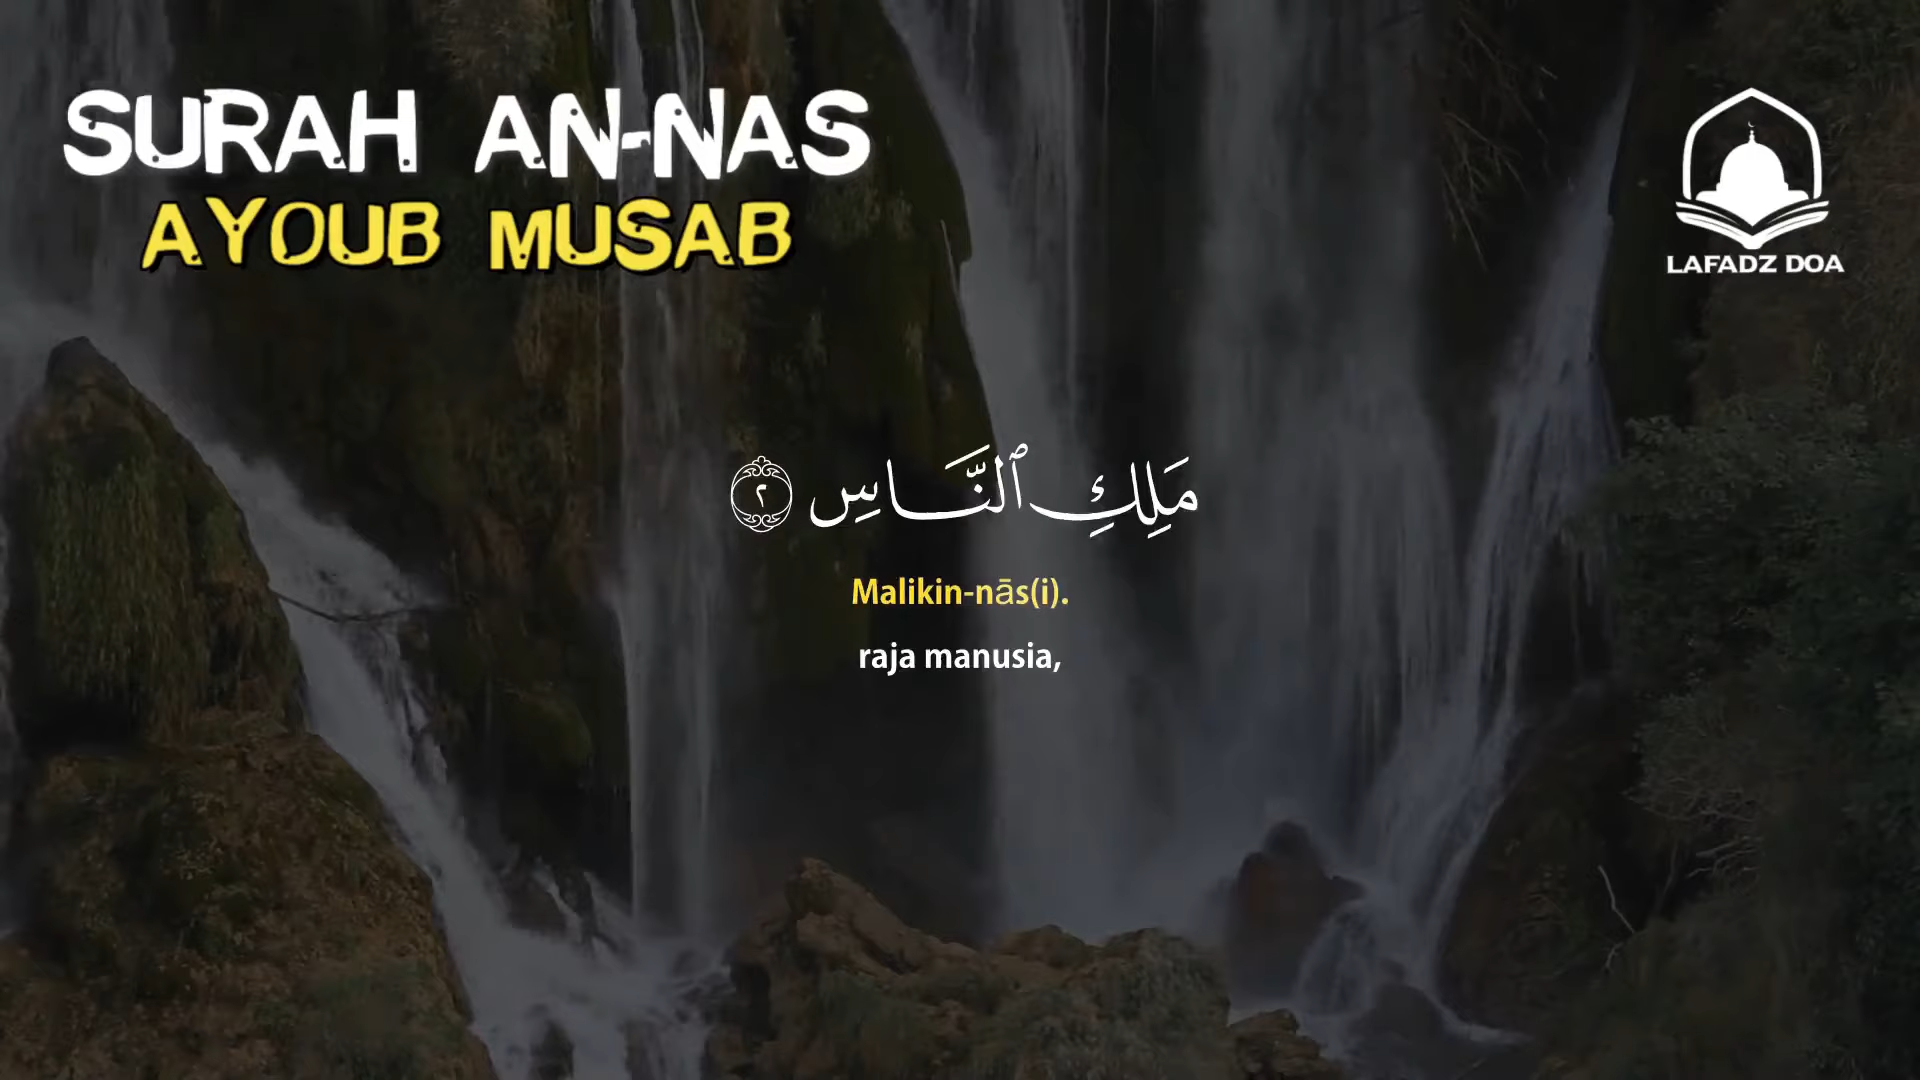 SURAH AN-NAS
AYOUB MUSAB
LAFADZ DOA
مَلِكِ ٱلنَّاسِ ٢
Malikin-nās(i).
raja manusia,